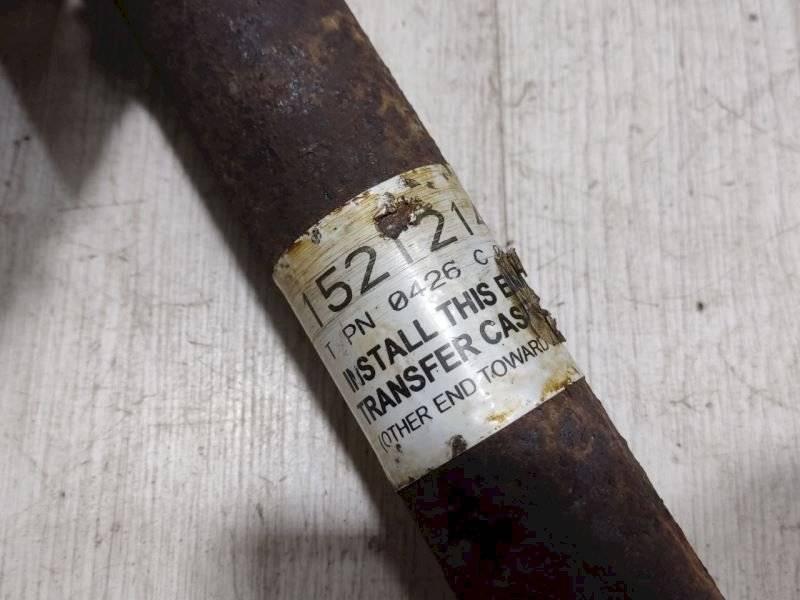 1521214
T PN 0426 C
INSTALL THIS
TRANSFER CAS
(OTHER END TOWARD